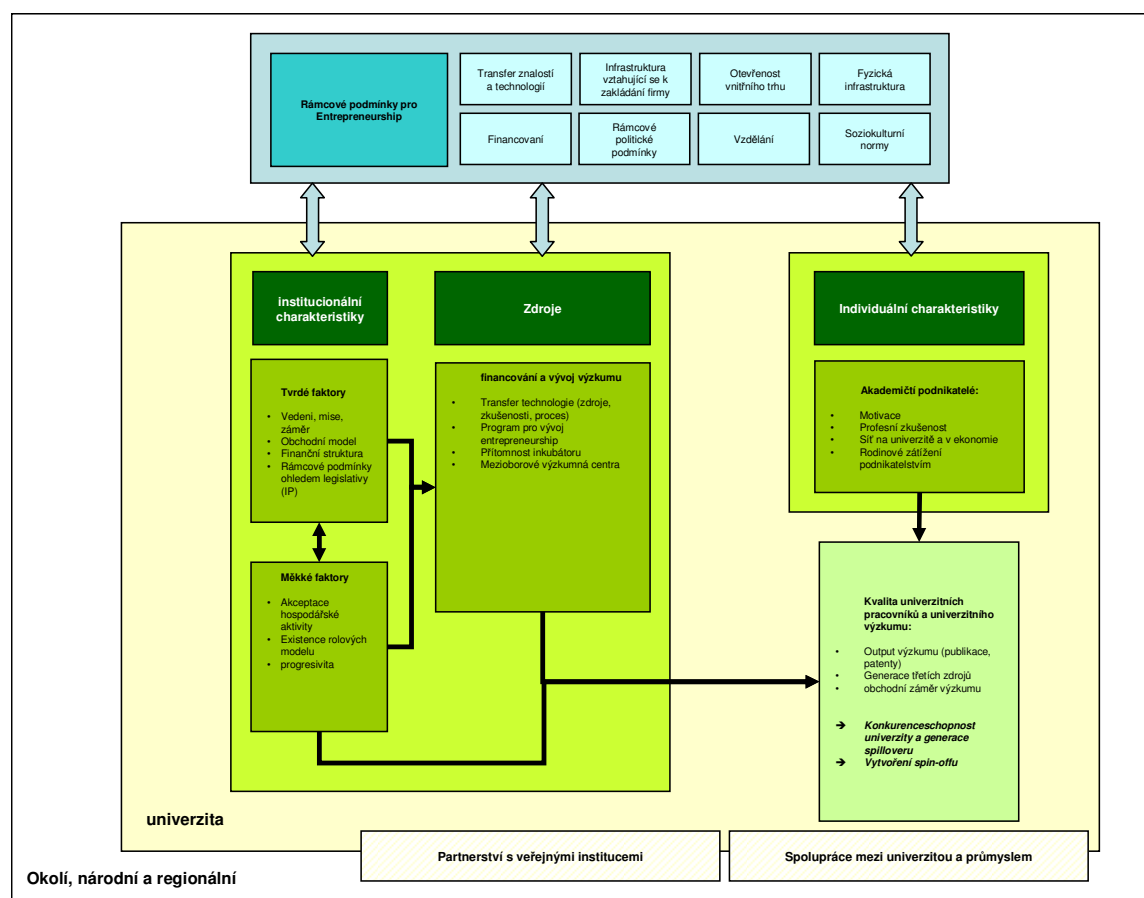 Rámcové podmínky pro
Entrepreneurship
Transfer znalostí
a technologií
Infrastruktura
vztahující se k
zakládání firmy
Otevřenost
vnitřního trhu
Fyzická
infrastruktura
Financovaní
Rámcové
politické
podmínky
Vzdělání
Soziokulturní
normy
institucionální
charakteristiky
Zdroje
Individuální charakteristiky
Tvrdé faktory
• Vedeni, mise,
záměr
• Obchodní model
• Finanční struktura
• Rámcové podmínky
ohledem legislativy
(IP)
financování a vývoj výzkumu
• Transfer technologie (zdroje,
zkušenosti, proces)
• Program pro vývoj
entrepreneurship
• Přítomnost inkubátoru
• Mezioborové výzkumná centra
Akademičtí podnikatelé:
• Motivace
• Profesní zkušenost
• Síť na univerzitě a v ekonomie
• Rodinové zátížení
podnikatelstvím
Měkké faktory
• Akceptace
hospodářské
aktivity
• Existence rolových
modelu
• progresivita
Kvalita univerzitních
pracovníků a univerzitního
výzkumu:
• Output výzkumu (publikace,
patenty)
• Generace třetích zdrojů
• obchodní záměr výzkumu
➔ Konkurenceschopnost
univerzity a generace
spilloveru
➔ Vytvoření spin-offu
univerzita
Partnerství s veřejnými institucemi
Spolupráce mezi univerzitou a průmyslem
Okolí, národní a regionální